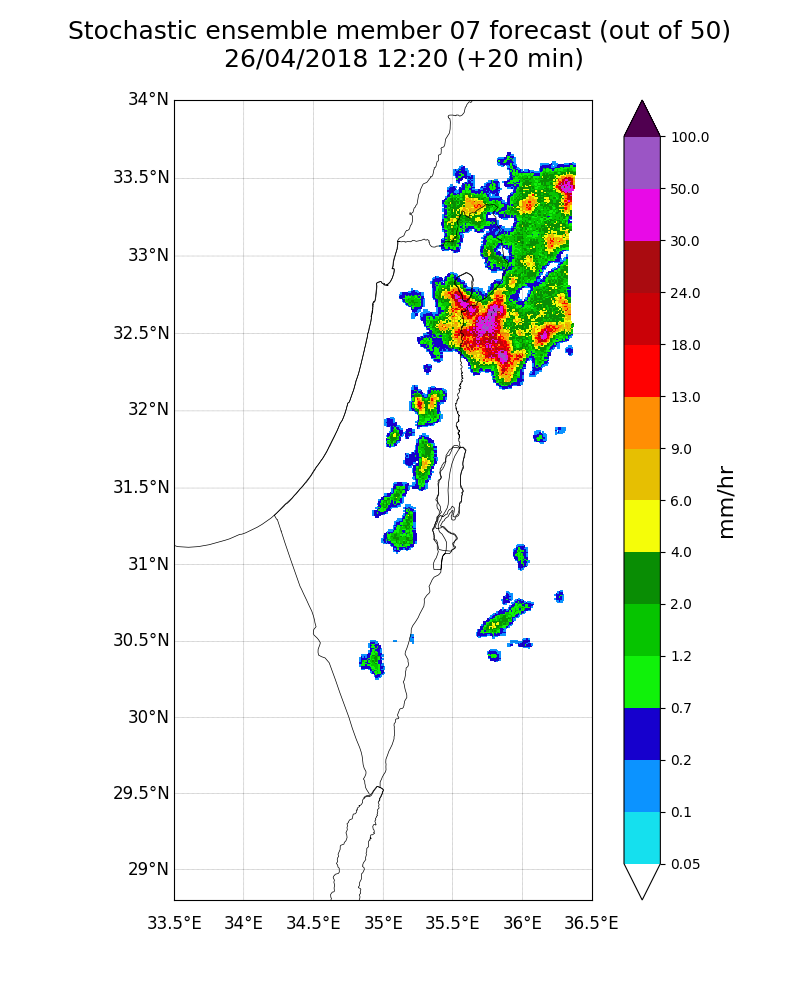 Stochastic ensemble member 07 forecast (out of 50)
26/04/2018 12:20 (+20 min)
34°N
33.5°N
33°N
32.5°N
32°N
31.5°N
31°N
30.5°N
30°N
29.5°N
29°N
33.5°E
34°E
34.5°E
35°E
35.5°E
36°E
36.5°E
100.0
50.0
30.0
24.0
18.0
13.0
9.0
6.0
4.0
2.0
1.2
0.7
0.2
0.1
0.05
mm/hr